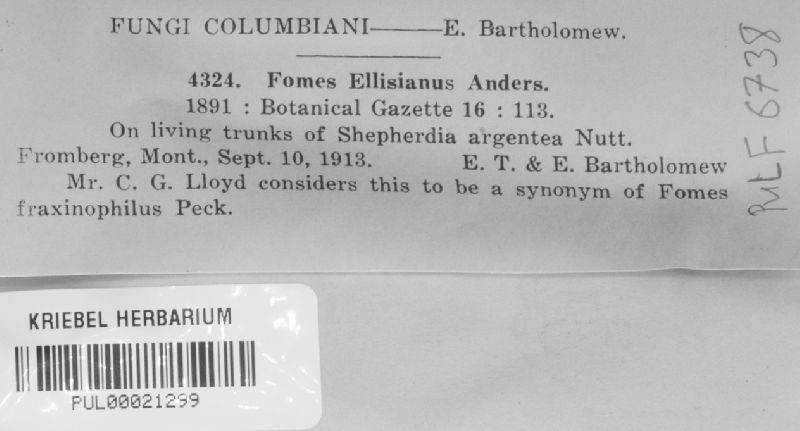 FUNGI COLUMBIANI——E. Bartholomew.
4324. Fomes Ellisianus Anders.
1891 : Botanical Gazette 16 : 113.
On living trunks of Shepherdia argentea Nutt.
Fromberg, Mont., Sept. 10, 1913. E. T. & E. Bartholomew
Mr. C. G. Lloyd considers this to be a synonym of Fomes
fraxinophilus Peck.
F 6738
KRIEBEL HERBARIUM
PUL00021299